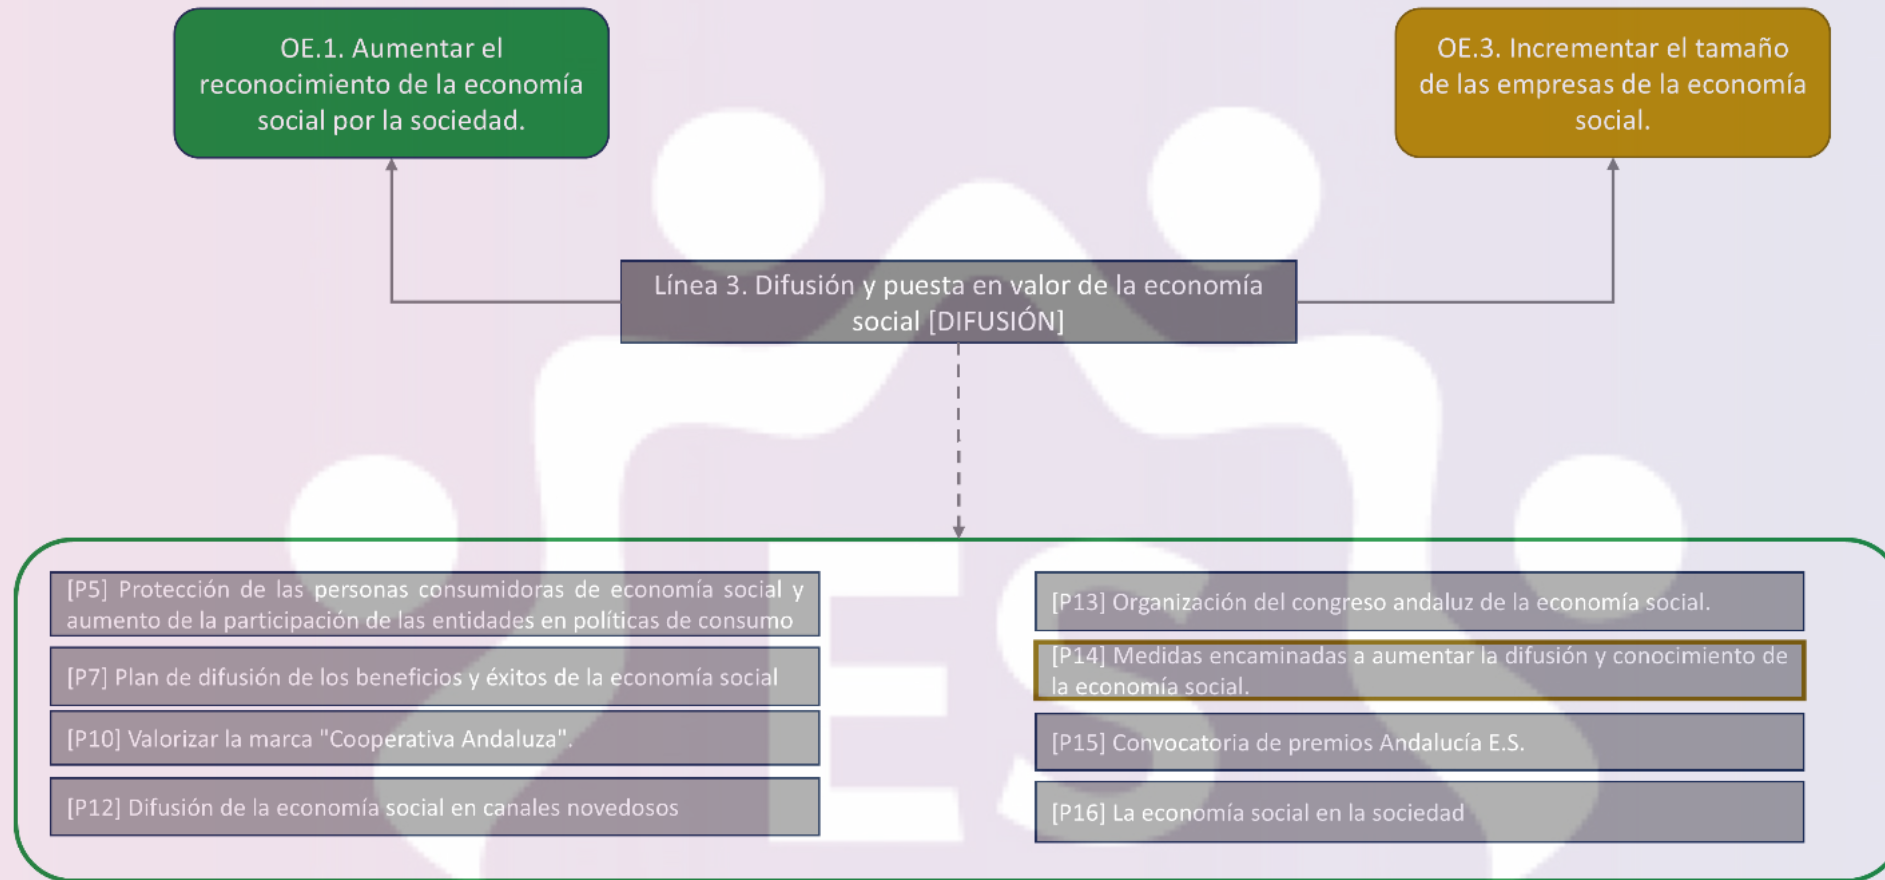 OE.1. Aumentar el
reconocimiento de la economía
social por la sociedad.
OE.3. Incrementar el tamaño
de las empresas de la economía
social.
Línea 3. Difusión y puesta en valor de la economía
social [DIFUSIÓN]
[P5] Protección de las personas consumidoras de economía social y
aumento de la participación de las entidades en políticas de consumo
[P7] Plan de difusión de los beneficios y éxitos de la economía social
[P10] Valorizar la marca "Cooperativa Andaluza".
[P12] Difusión de la economía social en canales novedosos
[P13] Organización del congreso andaluz de la economía social.
[P14] Medidas encaminadas a aumentar la difusión y conocimiento de
la economía social.
[P15] Convocatoria de premios Andalucía E.S.
[P16] La economía social en la sociedad
ES